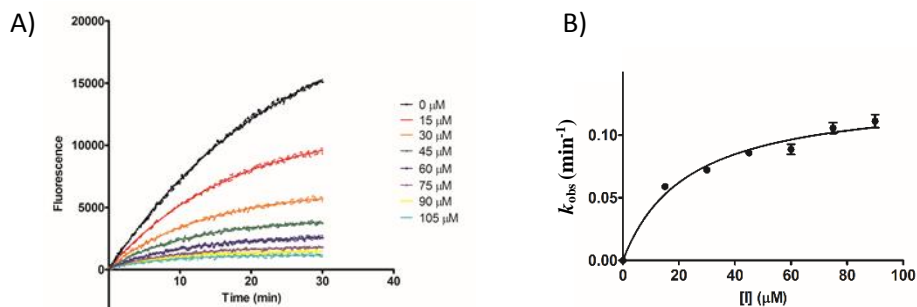 A)
20000
15000
10000
5000
0
Fluorescence
10
20
30
40
Time (min)
0 μM
15 μM
30 μM
45 μM
60 μM
75 μM
90 μM
105 μM
B)
0.10
0.05
0.00
kobs (min-1)
0
20
40
60
80
100
[I] (μM)